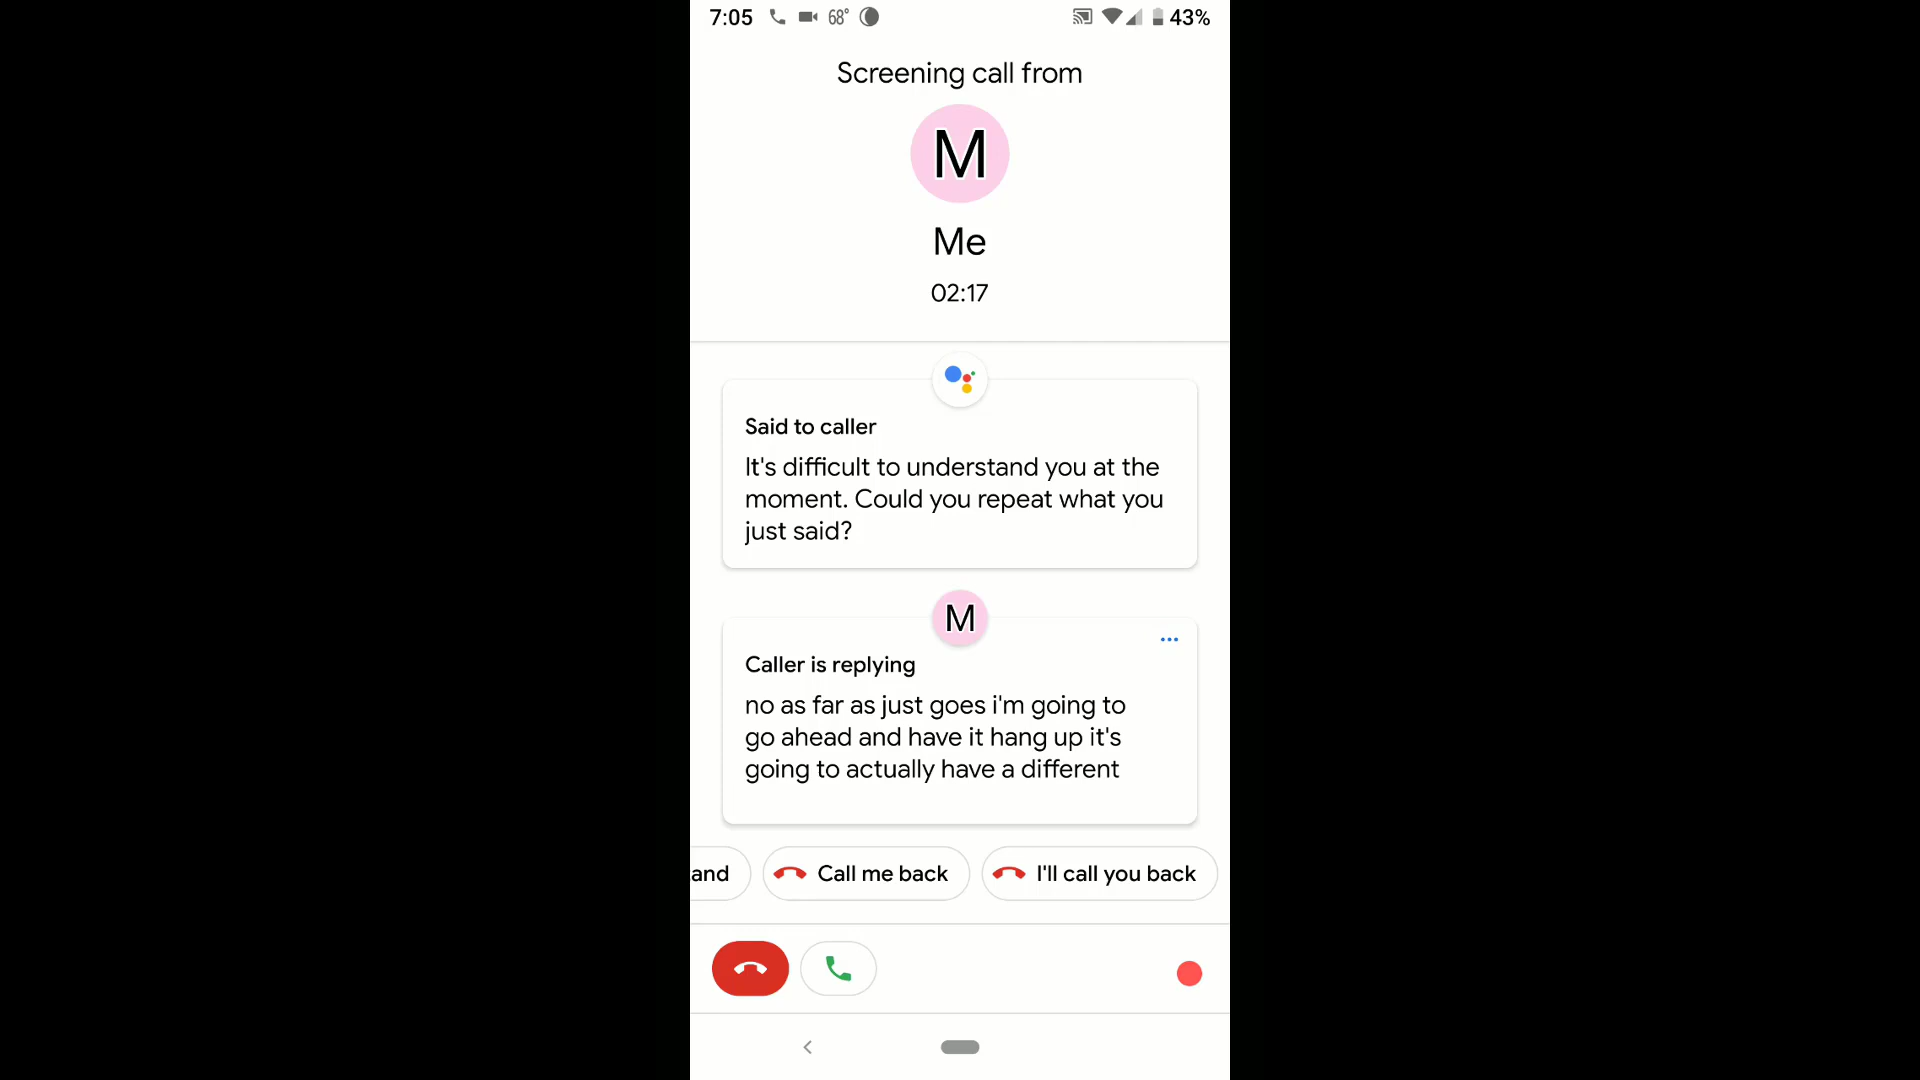 7:05 68° 43%
Screening call from
M
Me
02:17
Said to caller
It's difficult to understand you at the
moment. Could you repeat what you
just said?
M
Caller is replying
no as far as just goes i'm going to
go ahead and have it hang up it's
going to actually have a different
and Call me back I'll call you back